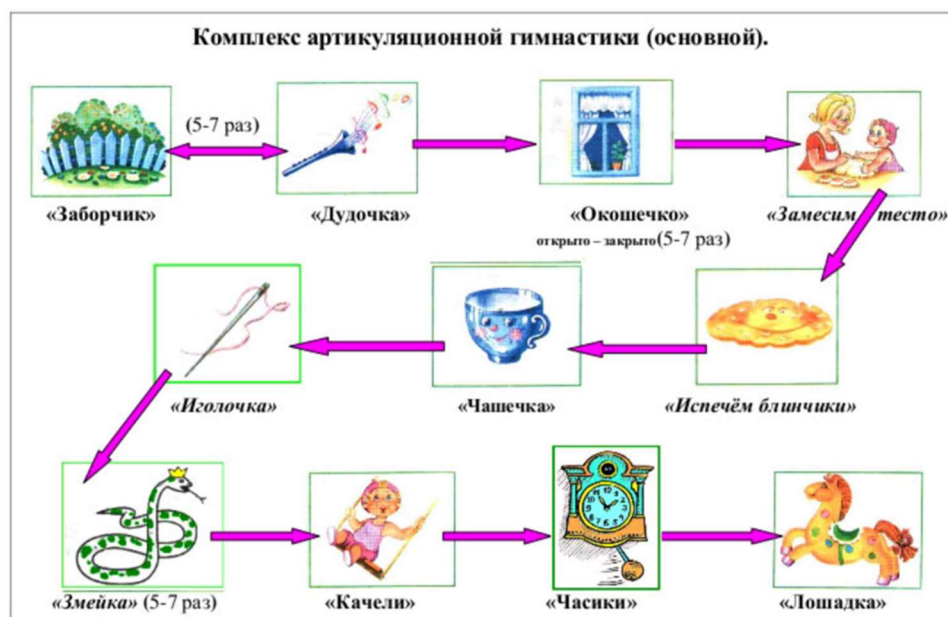 Комплекс артикуляционной гимнастики (основной).
(5-7 раз)
«Заборчик»
«Дудочка»
«Окошечко»
открыто – закрыто(5-7 раз)
«Замесим тесто»
«Иголочка»
«Чашечка»
«Испечём блинчики»
«Змейка» (5-7 раз)
«Качели»
«Часики»
«Лошадка»